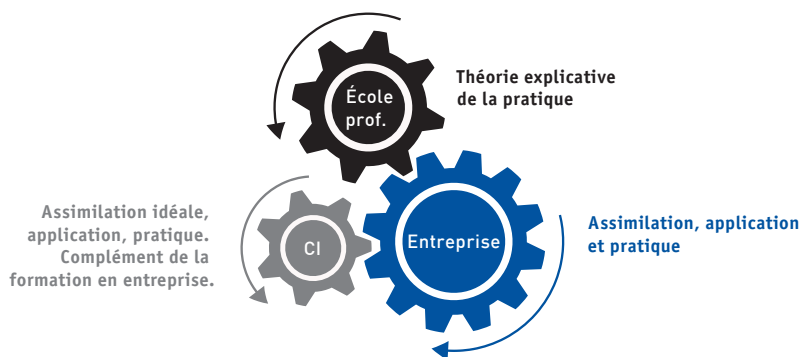 École
prof.
Théorie explicative
de la pratique
Assimilation idéale,
application, pratique.
Complément de la
formation en entreprise.
CI
Entreprise
Assimilation, application
et pratique